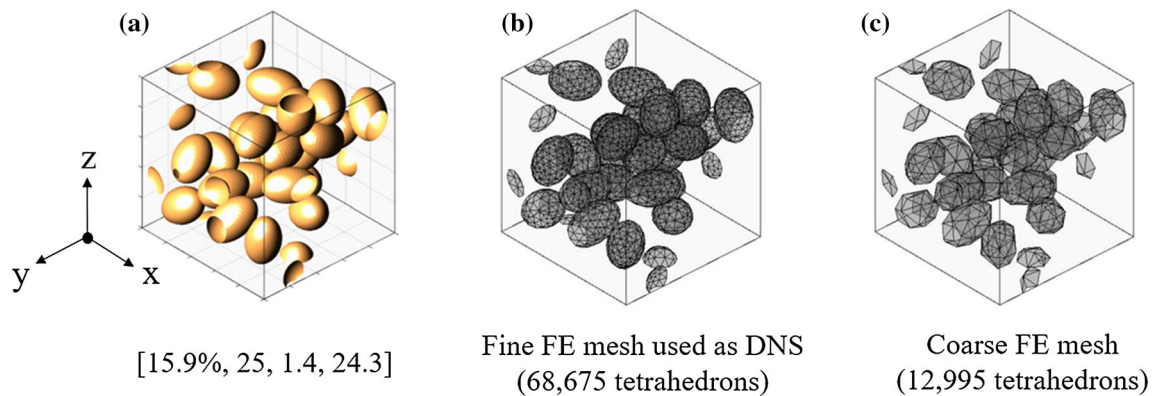 (a)
(b)
(c)
z
y
x
[15.9%, 25, 1.4, 24.3]
Fine FE mesh used as DNS
(68,675 tetrahedrons)
Coarse FE mesh
(12,995 tetrahedrons)